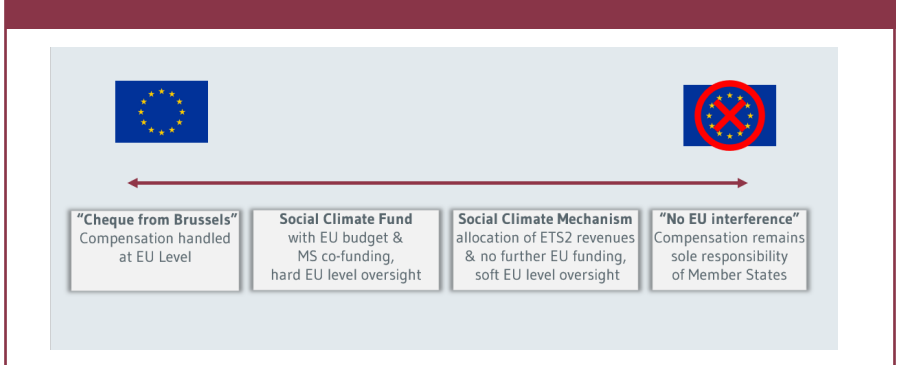 “Cheque from Brussels”
Compensation handled
at EU Level
Social Climate Fund
with EU budget &
MS co-funding,
hard EU level oversight
Social Climate Mechanism
allocation of ETS2 revenues
& no further EU funding,
soft EU level oversight
“No EU interference”
Compensation remains
sole responsibility
of Member States